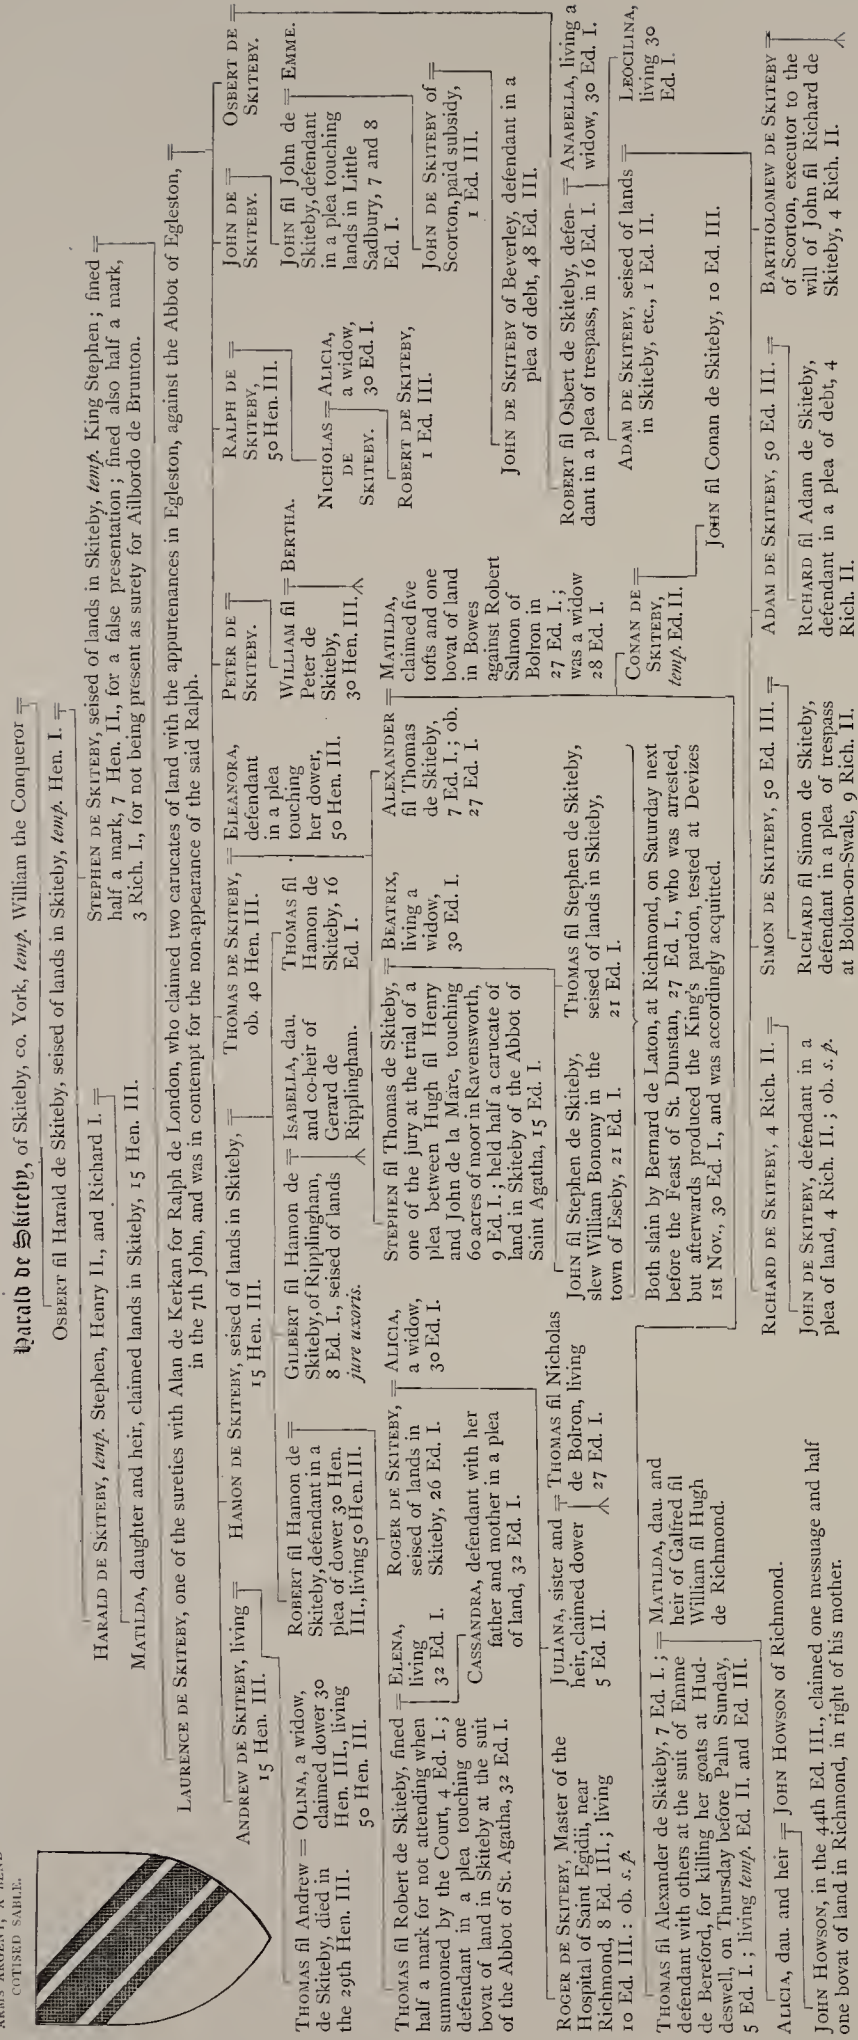 ARMS ARGENT, A BEND
COTISED SABLE.
Harald de Skiteby, of Skiteby, co. York, temp. William the Conqueror
OSBERT fil Harald de Skiteby, seised of lands in Skiteby, temp. Hen. I.
HARALD DE SKITEBY, temp. Stephen, Henry II., and Richard I.
MATILDA, daughter and heir, claimed lands in Skiteby, 15 Hen. III.
STEPHEN DE SKITEBY, seised of lands in Skiteby, temp. King Stephen; fined
half a mark, 7 Hen. II., for a false presentation; fined also half a mark,
3 Rich. I., for not being present as surety for Ailbordo de Brunton.
LAURENCE DE SKITEBY, one of the sureties with Alan de Kerkan for Ralph de London, who claimed two carucates of land with the appurtenances in Egleston, against the Abbot of Egleston,
in the 7th John, and was in contempt for the non-appearance of the said Ralph.
ANDREW DE SKITEBY, living
15 Hen. III.
HAMON DE SKITEBY, seised of lands in Skiteby,
15 Hen. III.
THOMAS DE SKITEBY,
ob. 40 Hen. III.
ELEANORA,
defendant
in a plea
touching
her dower,
50 Hen. III.
PETER DE
SKITEBY.
RALPH DE
SKITEBY,
50 Hen. III.
JOHN DE
SKITEBY.
OSBERT DE
SKITEBY.
THOMAS fil Andrew
de Skiteby, died in
the 29th Hen. III.
OLINA, a widow,
claimed dower 30
Hen. III., living
50 Hen. III.
ROBERT fil Hamon de
Skiteby, defendant in a
plea of dower 30 Hen.
III., living 50 Hen. III.
GILBERT fil Hamon de
Skiteby, of Ripplingham,
8 Ed. I., seised of lands
jure uxoris.
ISABELLA, dau.
and co-heir of
Gerard de
Ripplingham.
THOMAS fil
Hamon de
Skiteby, 16
Ed. I.
WILLIAM fil
Peter de
Skiteby,
30 Hen. III.
BERTHA.
NICHOLAS
DE
SKITEBY.
ALICIA,
a widow,
30 Ed. I.
ROBERT DE SKITEBY,
1 Ed. III.
JOHN fil John de
Skiteby, defendant
in a plea touching
lands in Little
Sadbury, 7 and 8
Ed. I.
EMME.
JOHN DE SKITEBY of
Scorton, paid subsidy,
1 Ed. III.
JOHN DE SKITEBY of Beverley, defendant in a
plea of debt, 48 Ed. III.
THOMAS fil Robert de Skiteby, fined
half a mark for not attending when
summoned by the Court, 4 Ed. I.;
defendant in a plea touching one
bovat of land in Skiteby at the suit
of the Abbot of St. Agatha, 32 Ed. I.
ELENA,
living
32 Ed. I.
ROGER DE SKITEBY,
seised of lands in
Skiteby, 26 Ed. I.
ALICIA,
a widow,
30 Ed. I.
CASSANDRA, defendant with her
father and mother in a plea
of land, 32 Ed. I.
STEPHEN fil Thomas de Skiteby,
one of the jury at the trial of a
plea between Hugh fil Henry
and John de la Mare, touching
60 acres of moor in Ravensworth,
9 Ed. I.; held half a carucate of
land in Skiteby of the Abbot of
Saint Agatha, 15 Ed. I.
BEATRIX,
living a
widow,
30 Ed. I.
ALEXANDER
fil Thomas
de Skiteby,
7 Ed. I.; ob.
27 Ed. I.
MATILDA,
claimed five
tofts and one
bovat of land
in Bowes
against Robert
Salmon of
Bolron in
27 Ed. I.;
was a widow
28 Ed. I.
ROBERT fil Osbert de Skiteby, defen-
dant in a plea of trespass, in 16 Ed. I.
ANABELLA, living a
widow, 30 Ed. I.
ROGER DE SKITEBY, Master of the
Hospital of Saint Egidii, near
Richmond, 8 Ed. III.; living
10 Ed. III.: ob. s. p.
JULIANA, sister and
heir, claimed dower
5 Ed. II.
THOMAS fil Nicholas
de Bolron, living
27 Ed. I.
JOHN fil Stephen de Skiteby,
slew William Bonomy in the
town of Eseby, 21 Ed. I.
THOMAS fil Stephen de Skiteby,
seised of lands in Skiteby,
21 Ed. I.
Both slain by Bernard de Laton, at Richmond, on Saturday next
before the Feast of St. Dunstan, 27 Ed. I., who was arrested,
but afterwards produced the King's pardon, tested at Devizes
1st Nov., 30 Ed. I., and was accordingly acquitted.
CONAN DE
SKITEBY,
temp. Ed. II.
JOHN fil Conan de Skiteby, 10 Ed. III.
ADAM DE SKITEBY, seised of lands
in Skiteby, etc., 1 Ed. II.
LEOCILINA,
living 30
Ed. I.
THOMAS fil Alexander de Skiteby, 7 Ed. I.;
defendant with others at the suit of Emme
de Bereford, for killing her goats at Hud-
deswell, on Thursday before Palm Sunday,
5 Ed. I.; living temp. Ed. II. and Ed. III.
MATILDA, dau. and
heir of Galfred fil
William fil Hugh
de Richmond.
ALICIA, dau. and heir
JOHN HOWSON of Richmond.
JOHN HOWSON, in the 44th Ed. III., claimed one message and half
one bovat of land in Richmond, in right of his mother.
RICHARD DE SKITEBY, 4 Rich. II.
JOHN DE SKITEBY, defendant in a
plea of land, 4 Rich. II.; ob. s. p.
SIMON DE SKITEBY, 50 Ed. III.
RICHARD fil Simon de Skiteby,
defendant in a plea of trespass
at Bolton-on-Swale, 9 Rich. II.
ADAM DE SKITEBY, 50 Ed. III.
RICHARD fil Adam de Skiteby,
defendant in a plea of debt, 4
Rich. II.
BARTHOLOMEW DE SKITEBY
of Scorton, executor to the
will of John fil Richard de
Skiteby, 4 Rich. II.